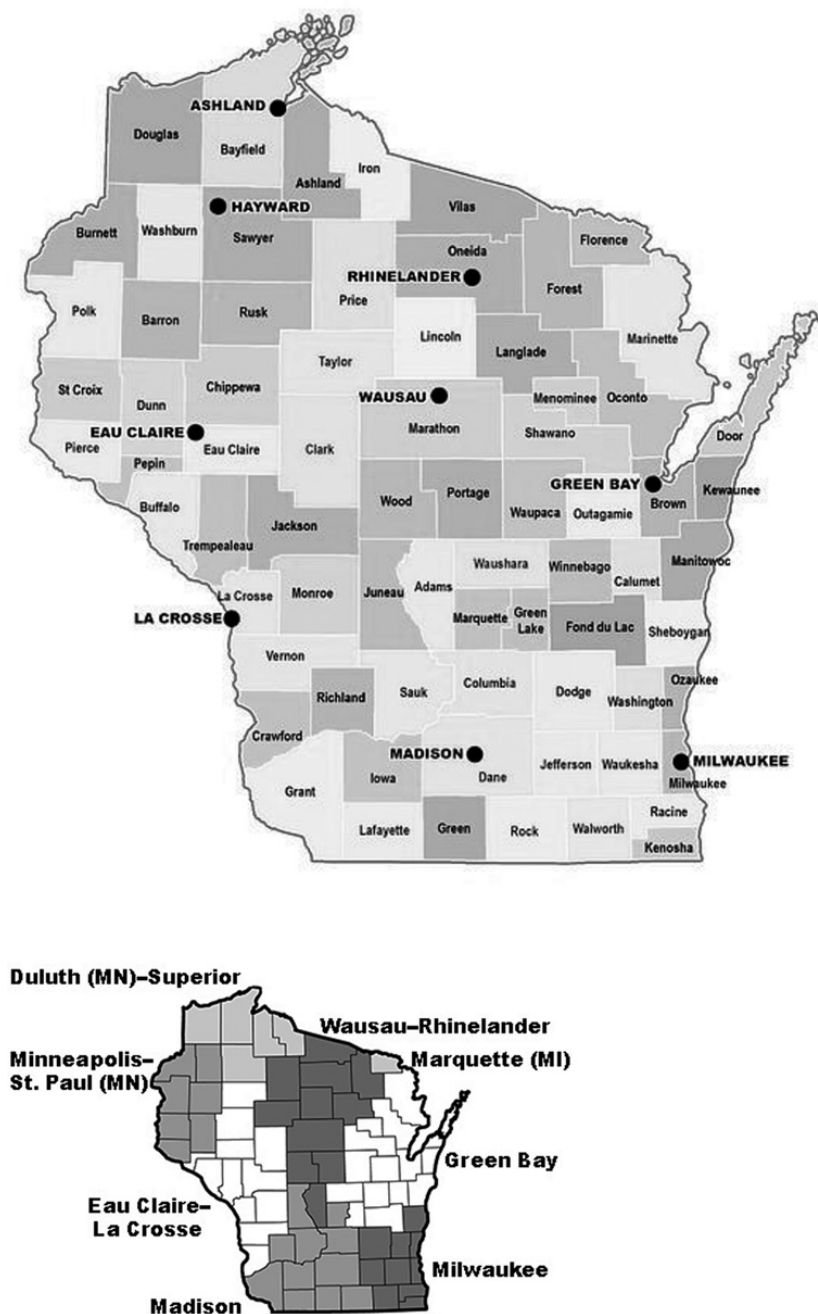 ASHLAND
Douglas
Bayfield
Iron
Ashland
HAYWARD
Vilas
Burnett
Washburn
Sawyer
Oneida
Florence
RHINELANDER
Forest
Polk
Barron
Rusk
Price
Lincoln
Marinette
Taylor
Langlade
St Croix
Dunn
Chippewa
WAUSAU
Menominee
Oconto
EAU CLAIRE
Marathon
Shawano
Door
Pierce
Pepin
Eau Claire
Clark
GREEN BAY
Buffalo
Wood
Portage
Waupaca
Outagamie
Brown
Kewaunee
Trempealeau
Jackson
Waushara
Winnebago
Calumet
Manitowoc
La Crosse
Monroe
Juneau
Adams
LA CROSSE
Marquette
Green
Lake
Fond du Lac
Sheboygan
Vernon
Richland
Sauk
Columbia
Dodge
Washington
Ozaukee
Crawford
MADISON
MILWAUKEE
Grant
Iowa
Dane
Jefferson
Waukesha
Milwaukee
Lafayette
Green
Rock
Walworth
Racine
Kenosha
Duluth (MN)–Superior
Wausau–Rhinelander
Minneapolis–
St. Paul (MN)
Marquette (MI)
Green Bay
Eau Claire–
La Crosse
Milwaukee
Madison